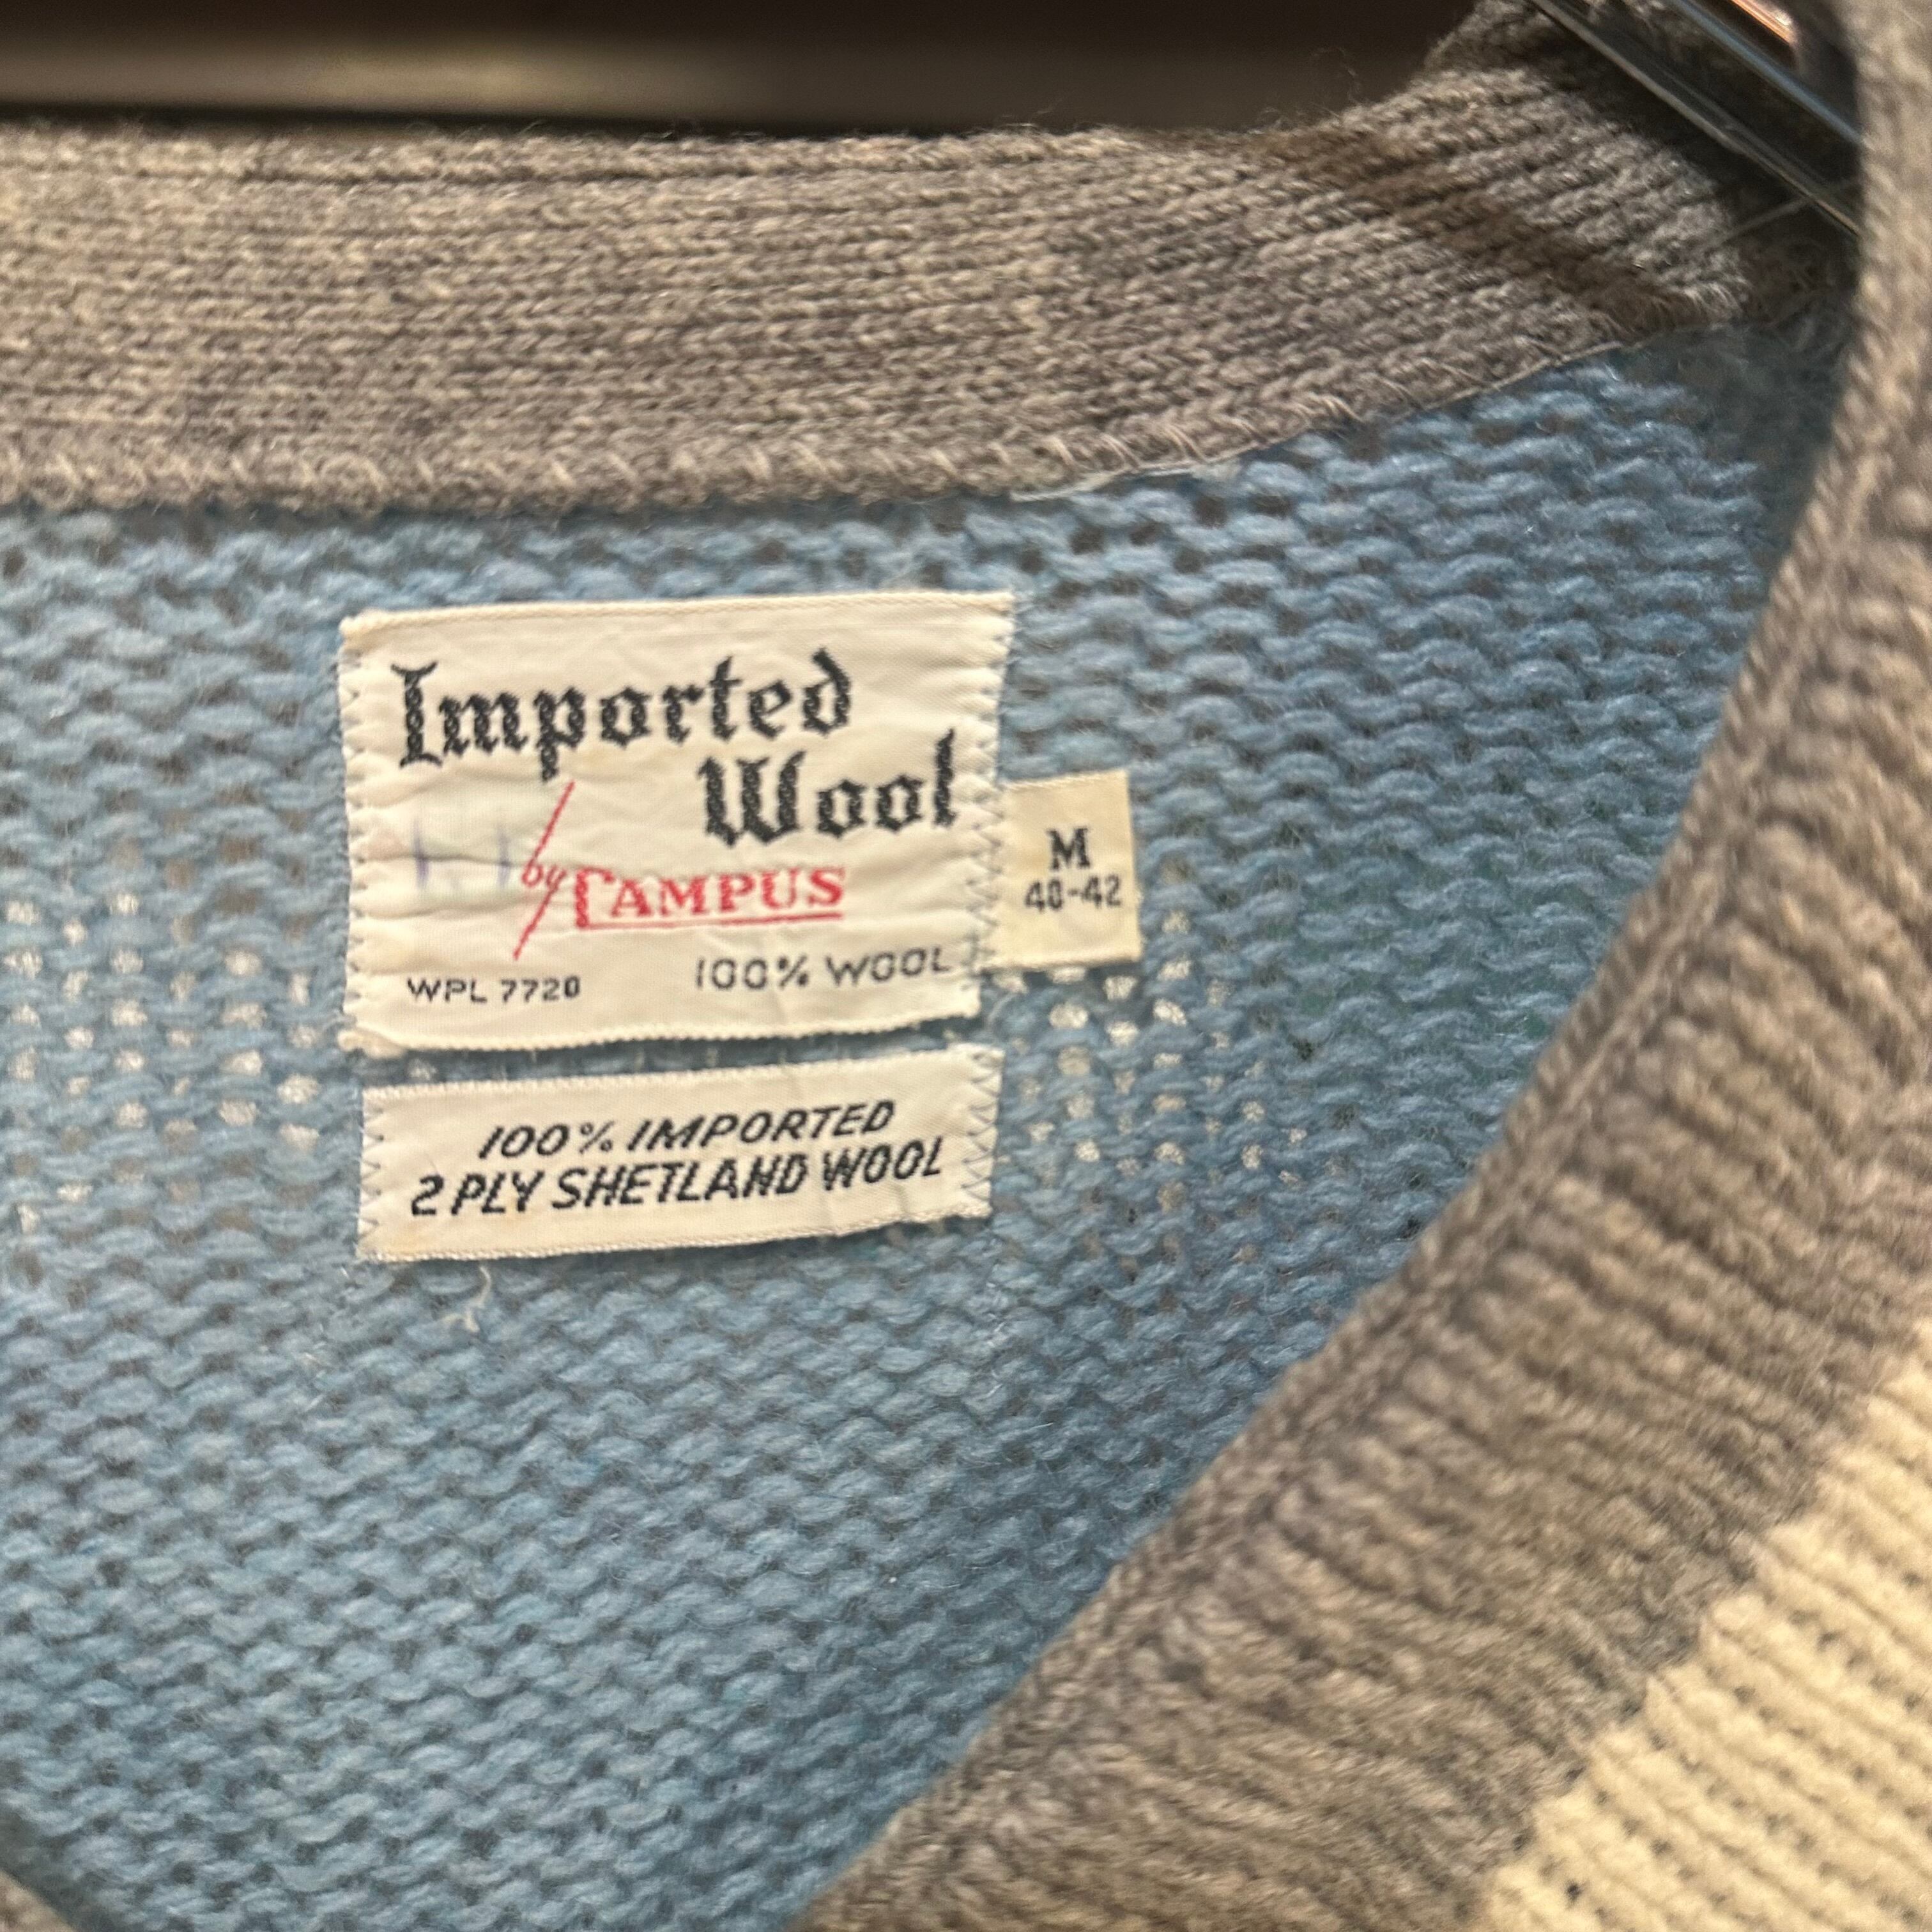 Imported
Wool
by CAMPUS
WPL 7720 100% WOOL
M
40-42
100% IMPORTED
2 PLY SHETLAND WOOL